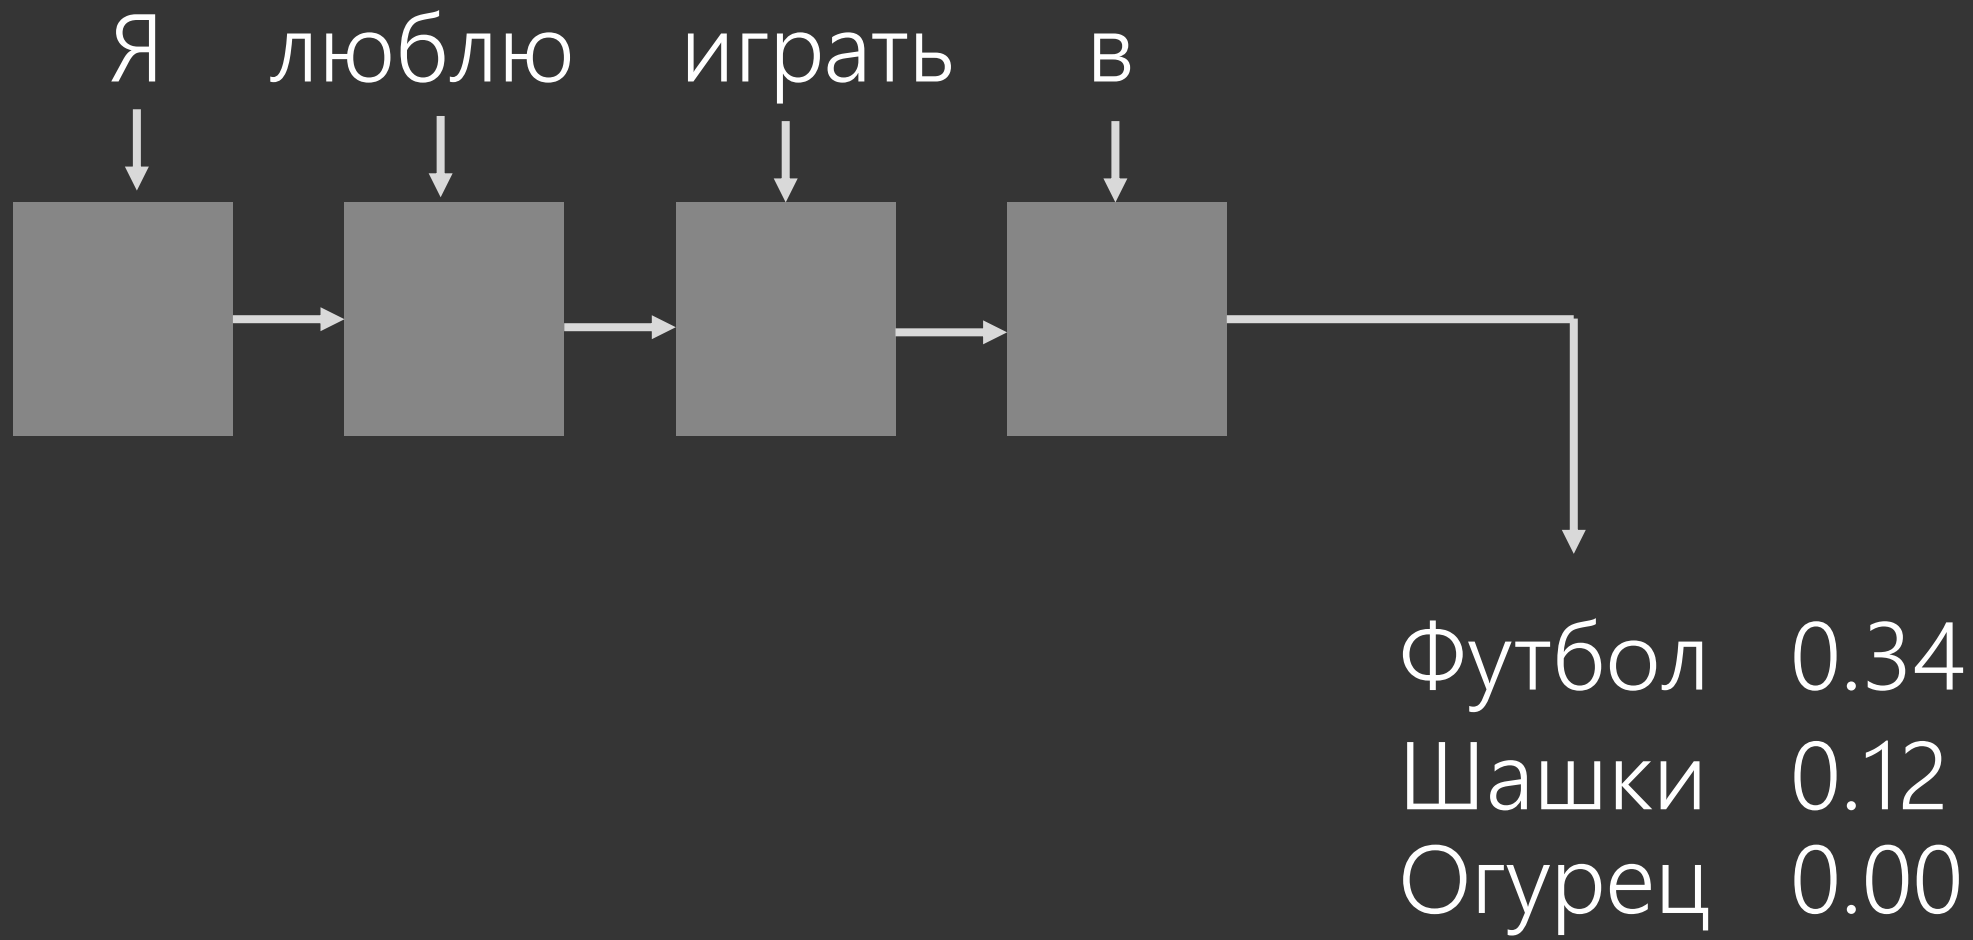 Я люблю играть в
Футбол 0.34
Шашки 0.12
Огурец 0.00